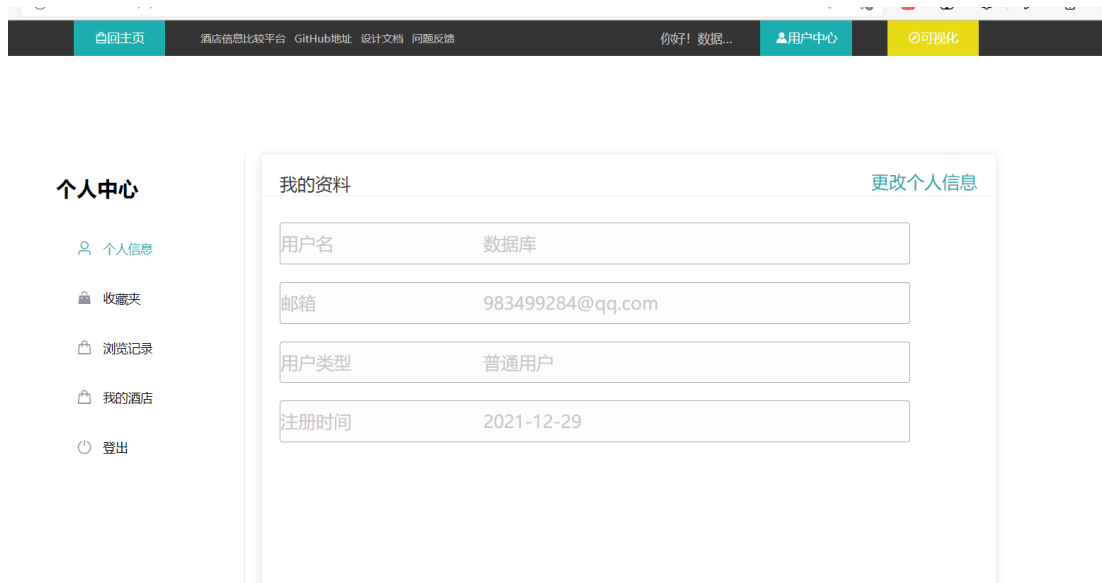 回主页 酒店信息比较平台 GitHub地址 设计文档 问题反馈 你好！数据... 用户中心 可视化
个人中心
个人信息
收藏夹
浏览记录
我的酒店
登出
我的资料 更改个人信息
用户名 数据库
邮箱 983499284@qq.com
用户类型 普通用户
注册时间 2021-12-29